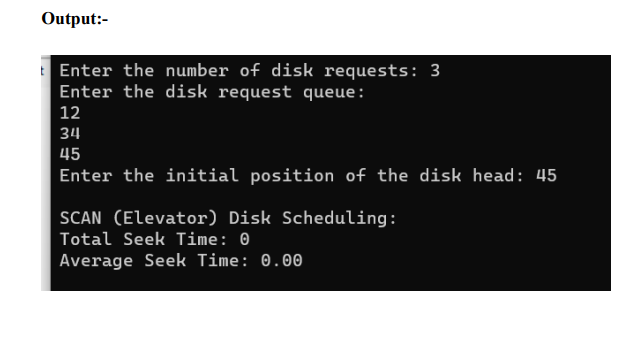 Output:-
t Enter the number of disk requests: 3
Enter the disk request queue:
12
34
45
Enter the initial position of the disk head: 45
SCAN (Elevator) Disk Scheduling:
Total Seek Time: 0
Average Seek Time: 0.00